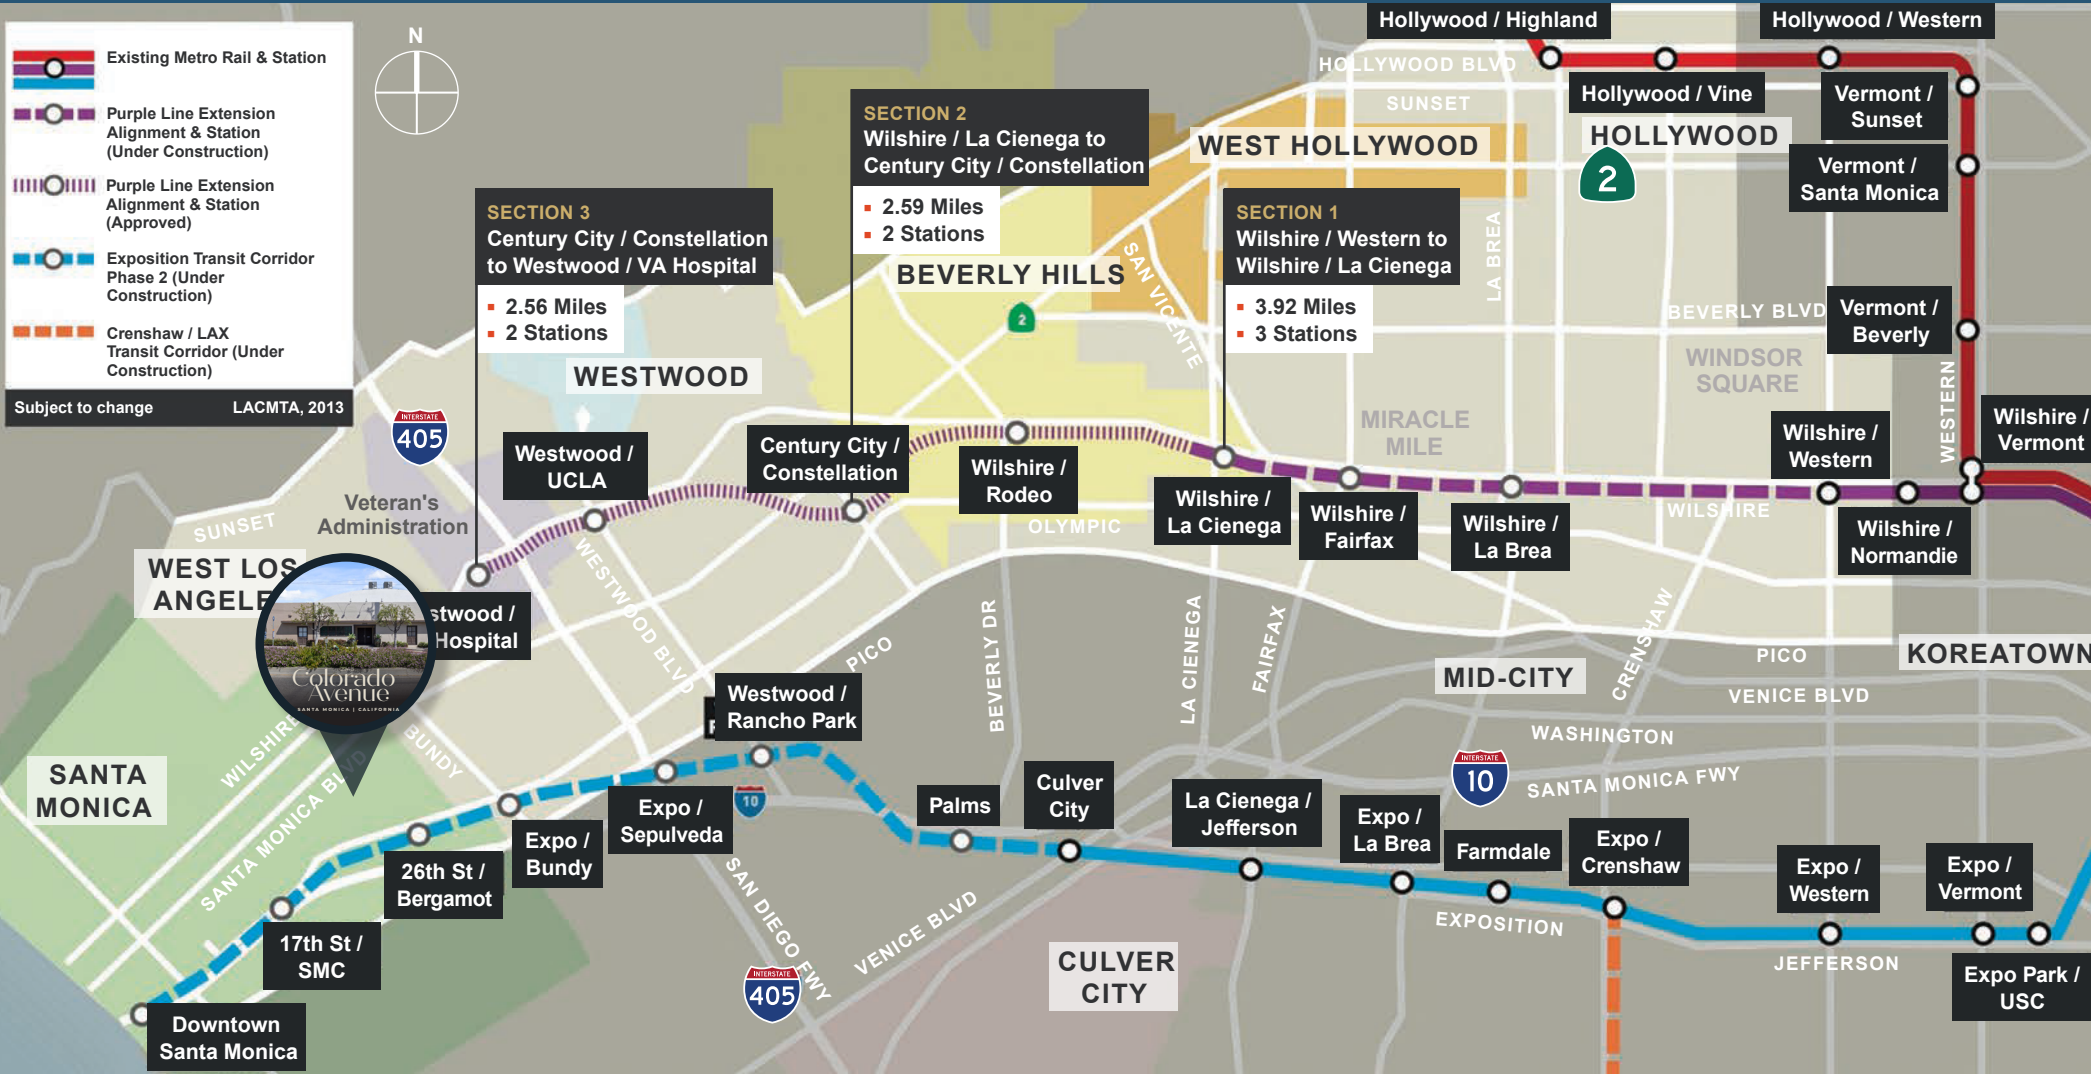 Existing Metro Rail & Station
Purple Line Extension
Alignment & Station
(Under Construction)
Purple Line Extension
Alignment & Station
(Approved)
Exposition Transit Corridor
Phase 2 (Under
Construction)
Crenshaw / LAX
Transit Corridor (Under
Construction)
Subject to change
LACMTA, 2013
N
SECTION 3
Century City / Constellation
to Westwood / VA Hospital
▪ 2.56 Miles
▪ 2 Stations
SECTION 2
Wilshire / La Cienega to
Century City / Constellation
▪ 2.59 Miles
▪ 2 Stations
SECTION 1
Wilshire / Western to
Wilshire / La Cienega
▪ 3.92 Miles
▪ 3 Stations
Hollywood / Highland
Hollywood / Western
HOLLYWOOD BLVD
SUNSET
Hollywood / Vine
Vermont /
Sunset
WEST HOLLYWOOD
HOLLYWOOD
2
Vermont /
Santa Monica
LA BREA
SAN VICENTE
BEVERLY HILLS
2
BEVERLY BLVD
Vermont /
Beverly
WINDSOR
SQUARE
WESTERN
WESTWOOD
MIRACLE
MILE
INTERSTATE
405
Westwood /
UCLA
Century City /
Constellation
Wilshire /
Rodeo
Wilshire /
La Cienega
Wilshire /
Fairfax
Wilshire /
La Brea
Wilshire /
Western
Wilshire /
Normandie
Wilshire /
Vermont
WILSHIRE
OLYMPIC
Veteran's
Administration
SUNSET
WEST LOS
ANGELE
stwood /
Hospital
Colorado
Avenue
SANTA MONICA | CALIFORNIA
WESTWOOD BLVD
PICO
BEVERLY DR
LA CIENEGA
FAIRFAX
CRENSHAW
MID-CITY
PICO
KOREATOWN
VENICE BLVD
WASHINGTON
INTERSTATE
10
SANTA MONICA FWY
WILSHIRE
BUNDY
SANTA MONICA BLVD
SANTA
MONICA
Westwood /
Rancho Park
10
Expo /
Sepulveda
Expo /
Bundy
26th St /
Bergamot
17th St /
SMC
Downtown
Santa Monica
Palms
Culver
City
La Cienega /
Jefferson
Expo /
La Brea
Farmdale
Expo /
Crenshaw
Expo /
Western
Expo /
Vermont
Expo Park /
USC
EXPOSITION
JEFFERSON
SAN DIEGO FWY
VENICE BLVD
INTERSTATE
405
CULVER
CITY